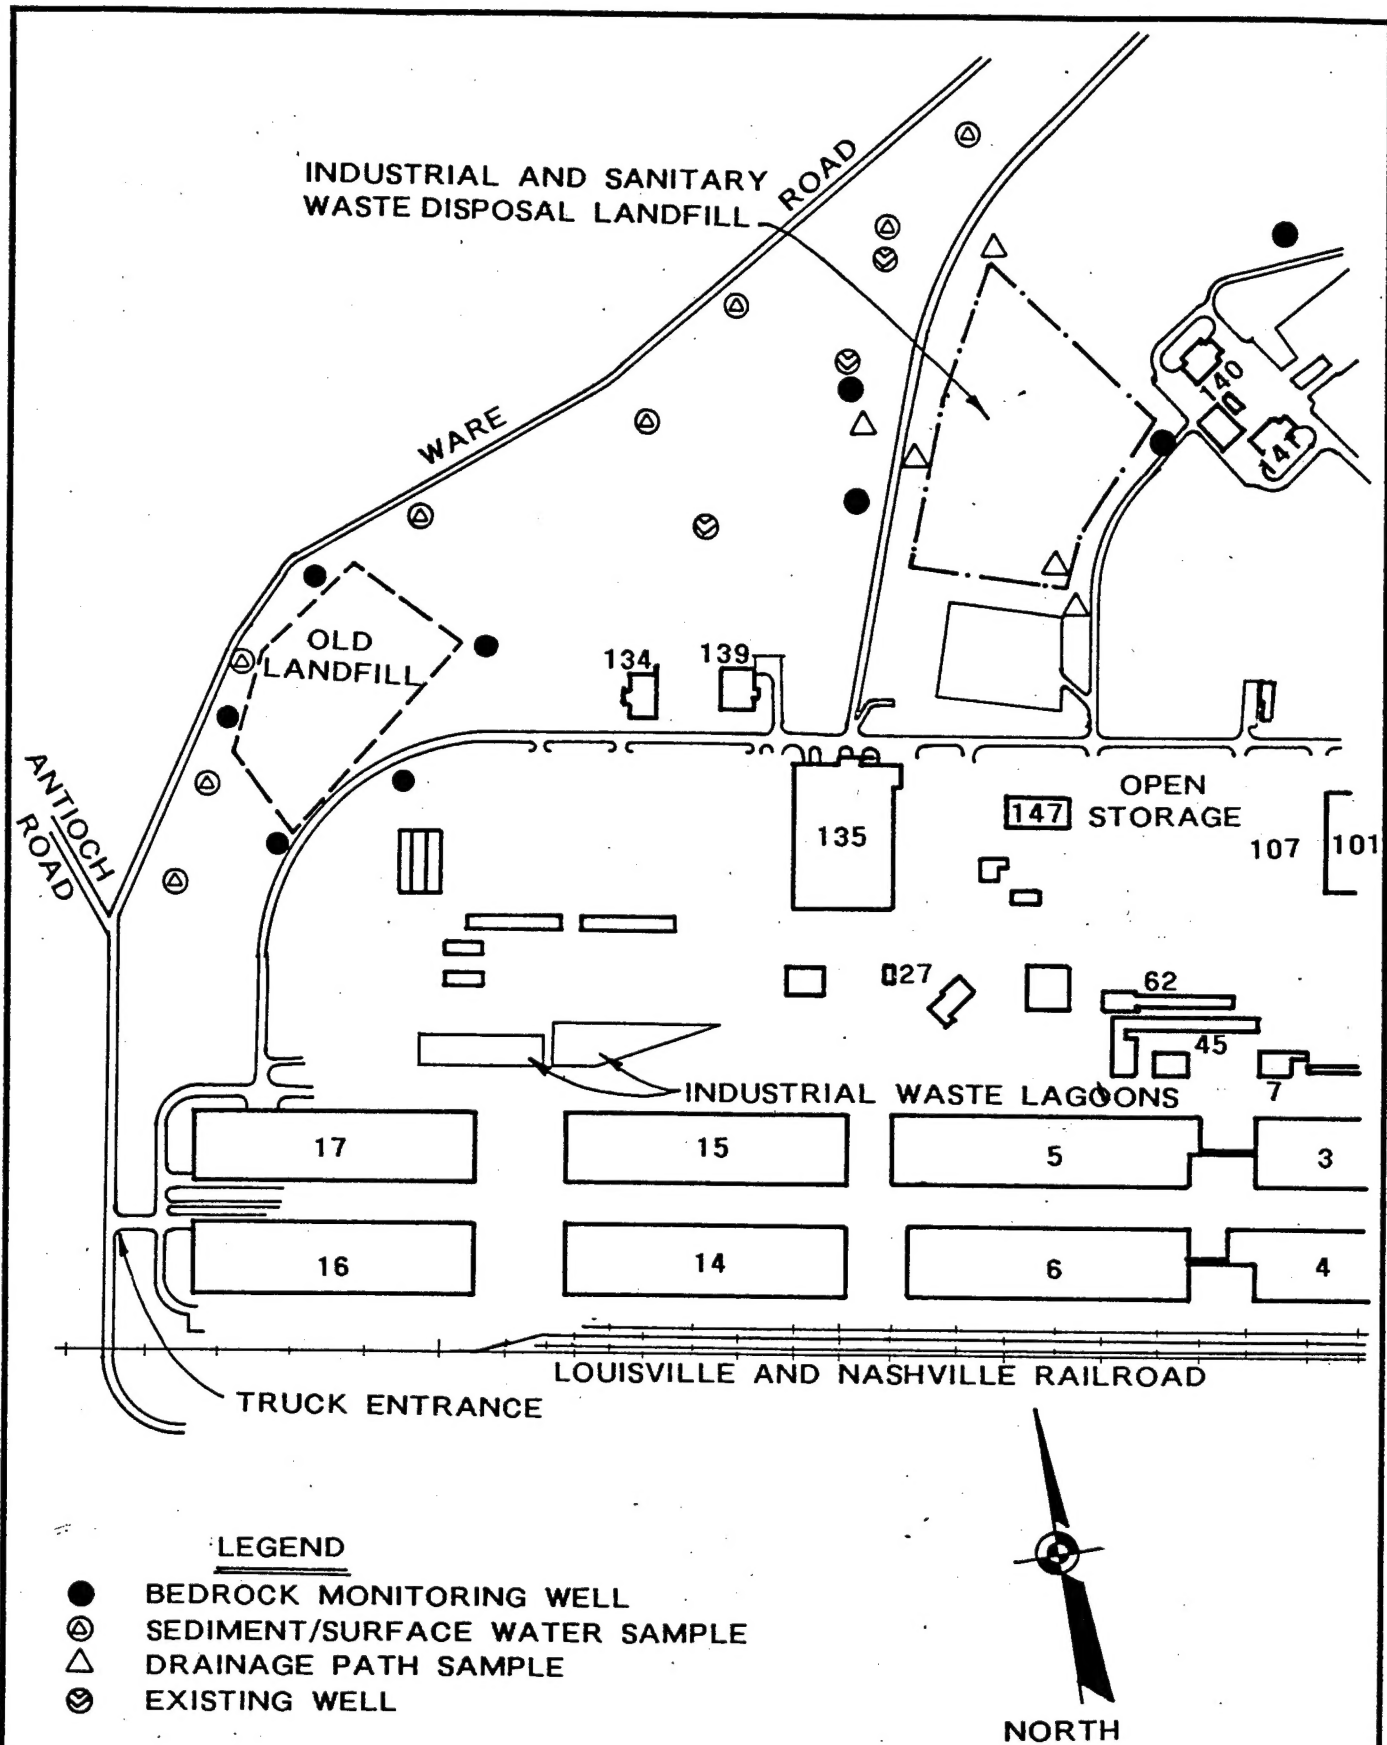 INDUSTRIAL AND SANITARY
WASTE DISPOSAL LANDFILL
ROAD
WARE
140
141
OLD
LANDFILL
134
139
ANTIOCH
ROAD
OPEN
STORAGE
147
135
107
101
27
62
45
7
INDUSTRIAL WASTE LAGOONS
17
15
5
3
16
14
6
4
LOUISVILLE AND NASHVILLE RAILROAD
TRUCK ENTRANCE
LEGEND
BEDROCK MONITORING WELL
SEDIMENT/SURFACE WATER SAMPLE
DRAINAGE PATH SAMPLE
EXISTING WELL
NORTH